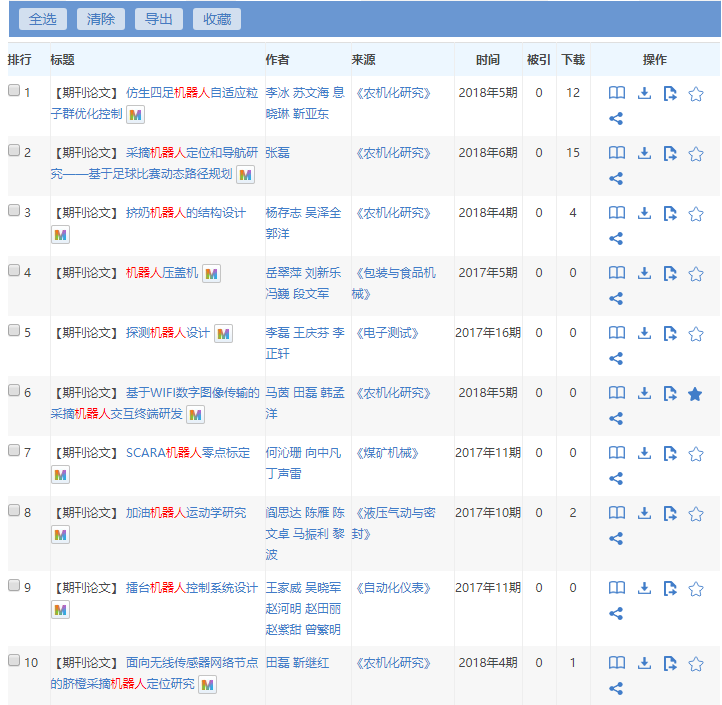 全选 清除 导出 收藏
排行 标题 作者 来源 时间 被引 下载 操作
1 【期刊论文】 仿生四足机器人自适应粒 李冰 苏文海 息 《农机化研究》 2018年5期 0 12
子群优化控制 M 晓琳 靳亚东
2 【期刊论文】 采摘机器人定位和导航研 张磊 《农机化研究》 2018年6期 0 15
究——基于足球比赛动态路径规划 M
3 【期刊论文】 挤奶机器人的结构设计 杨存志 吴泽全 《农机化研究》 2018年4期 0 4
M 郭洋
4 【期刊论文】 机器人压盖机 M 岳翠萍 刘新乐 《包装与食品机 2017年5期 0 0
冯巍 段文军 械》
5 【期刊论文】 探测机器人设计 M 李磊 王庆芬 李 《电子测试》 2017年16期 0 0
正轩
6 【期刊论文】 基于WIFI数字图像传输的 马茵 田磊 韩孟 《农机化研究》 2018年5期 0 0
采摘机器人交互终端研发 M 洋
7 【期刊论文】 SCARA机器人零点标定 何沁珊 向中凡 《煤矿机械》 2017年11期 0 0
M 丁声雷
8 【期刊论文】 加油机器人运动学研究 阎思达 陈雁 陈 《液压气动与密 2017年10期 0 2
M 文卓 马振利 黎 封》
波
9 【期刊论文】 擂台机器人控制系统设计 王家威 吴晓军 《自动化仪表》 2017年11期 0 0
M 赵河明 赵田丽
赵紫甜 曾繁明
10 【期刊论文】 面向无线传感器网络节点 田磊 靳继红 《农机化研究》 2018年4期 0 1
的脐橙采摘机器人定位研究 M